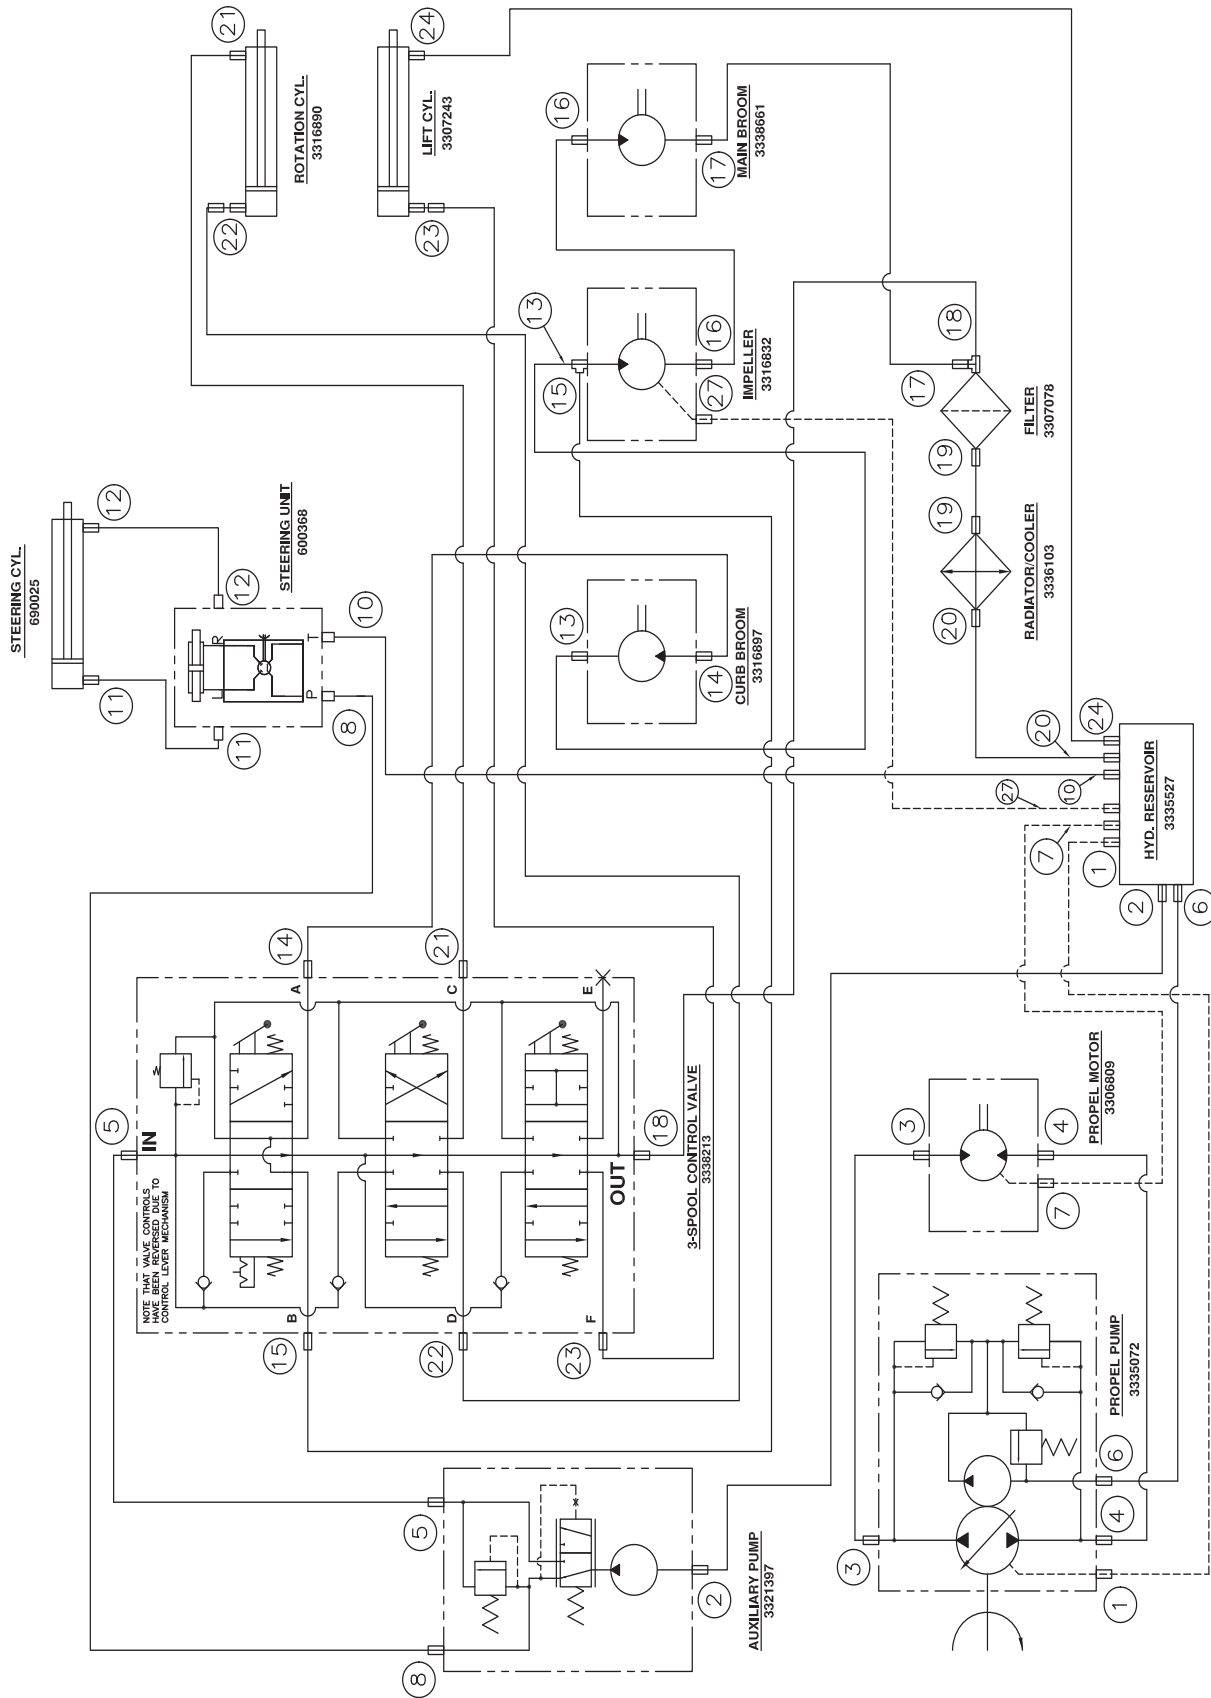 STEERING CYL.
690025
11
12
11
12
L
R
P
T
STEERING UNIT
600368
8
10
21
22
ROTATION CYL.
3316890
24
23
LIFT CYL.
3307243
NOTE THAT VALVE CONTROLS
HAVE BEEN REVERSED DUE TO
CONTROL LEVER MECHANISM
5
IN
14
A
B
15
21
C
D
22
E
F
23
OUT
18
3-SPOOL CONTROL VALVE
3338213
13
14
CURB BROOM
3316897
13
15
16
27
IMPELLER
3316832
16
17
MAIN BROOM
3338661
8
5
2
AUXILIARY PUMP
3321397
3
1
4
6
PROPEL PUMP
3335072
3
4
7
PROPEL MOTOR
3306809
2
6
1
7
27
10
20
24
HYD. RESERVOIR
3335527
20
19
RADIATOR/COOLER
3336103
19
17
18
FILTER
3307078